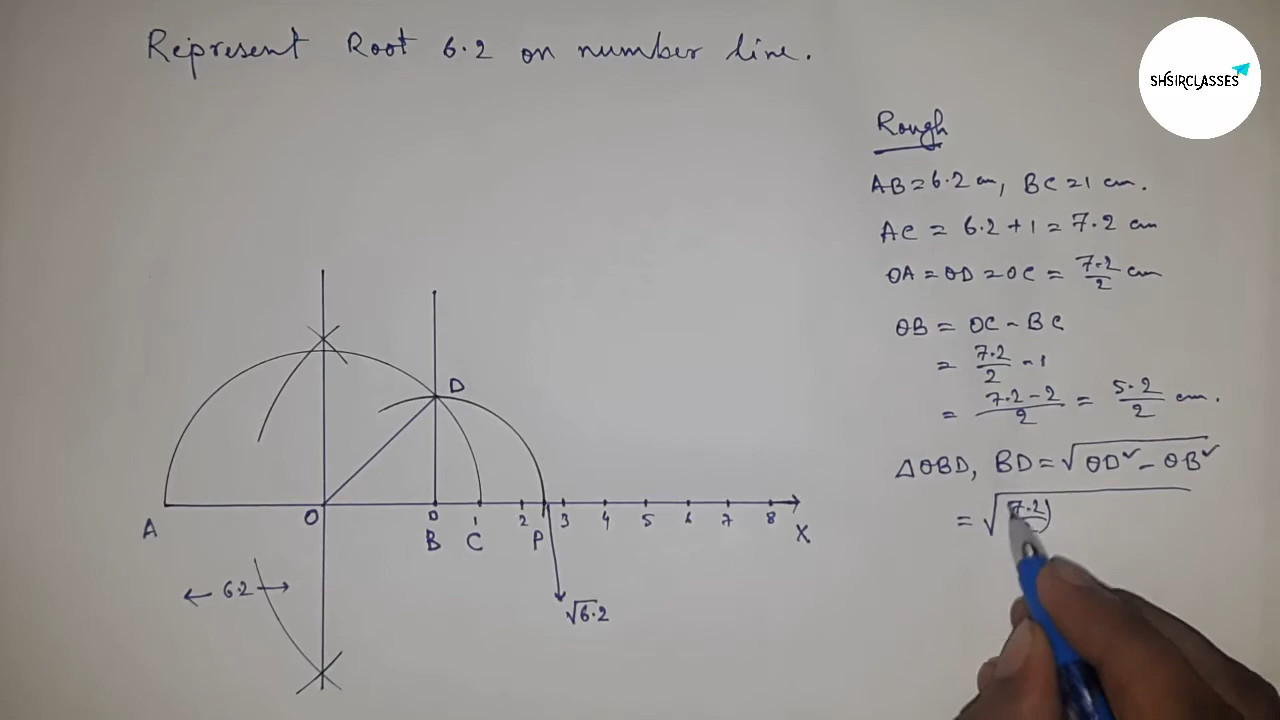 Represent Root 6.2 on number line.
SHSIRCLASSES
Rough
AB = 6.2 cm, BC = 1 cm.
AC = 6.2 + 1 = 7.2 cm
OA = OD = OC = 7.2/2 cm
OB = OC - BC
= 7.2/2 - 1
= 7.2 - 2/2 = 5.2/2 cm.
△OBD, BD = √OD² - OB²
= √7.2)
D
A O 0 1 2 3 4 5 6 7 8
B C P X
← 6.2 →
√6.2